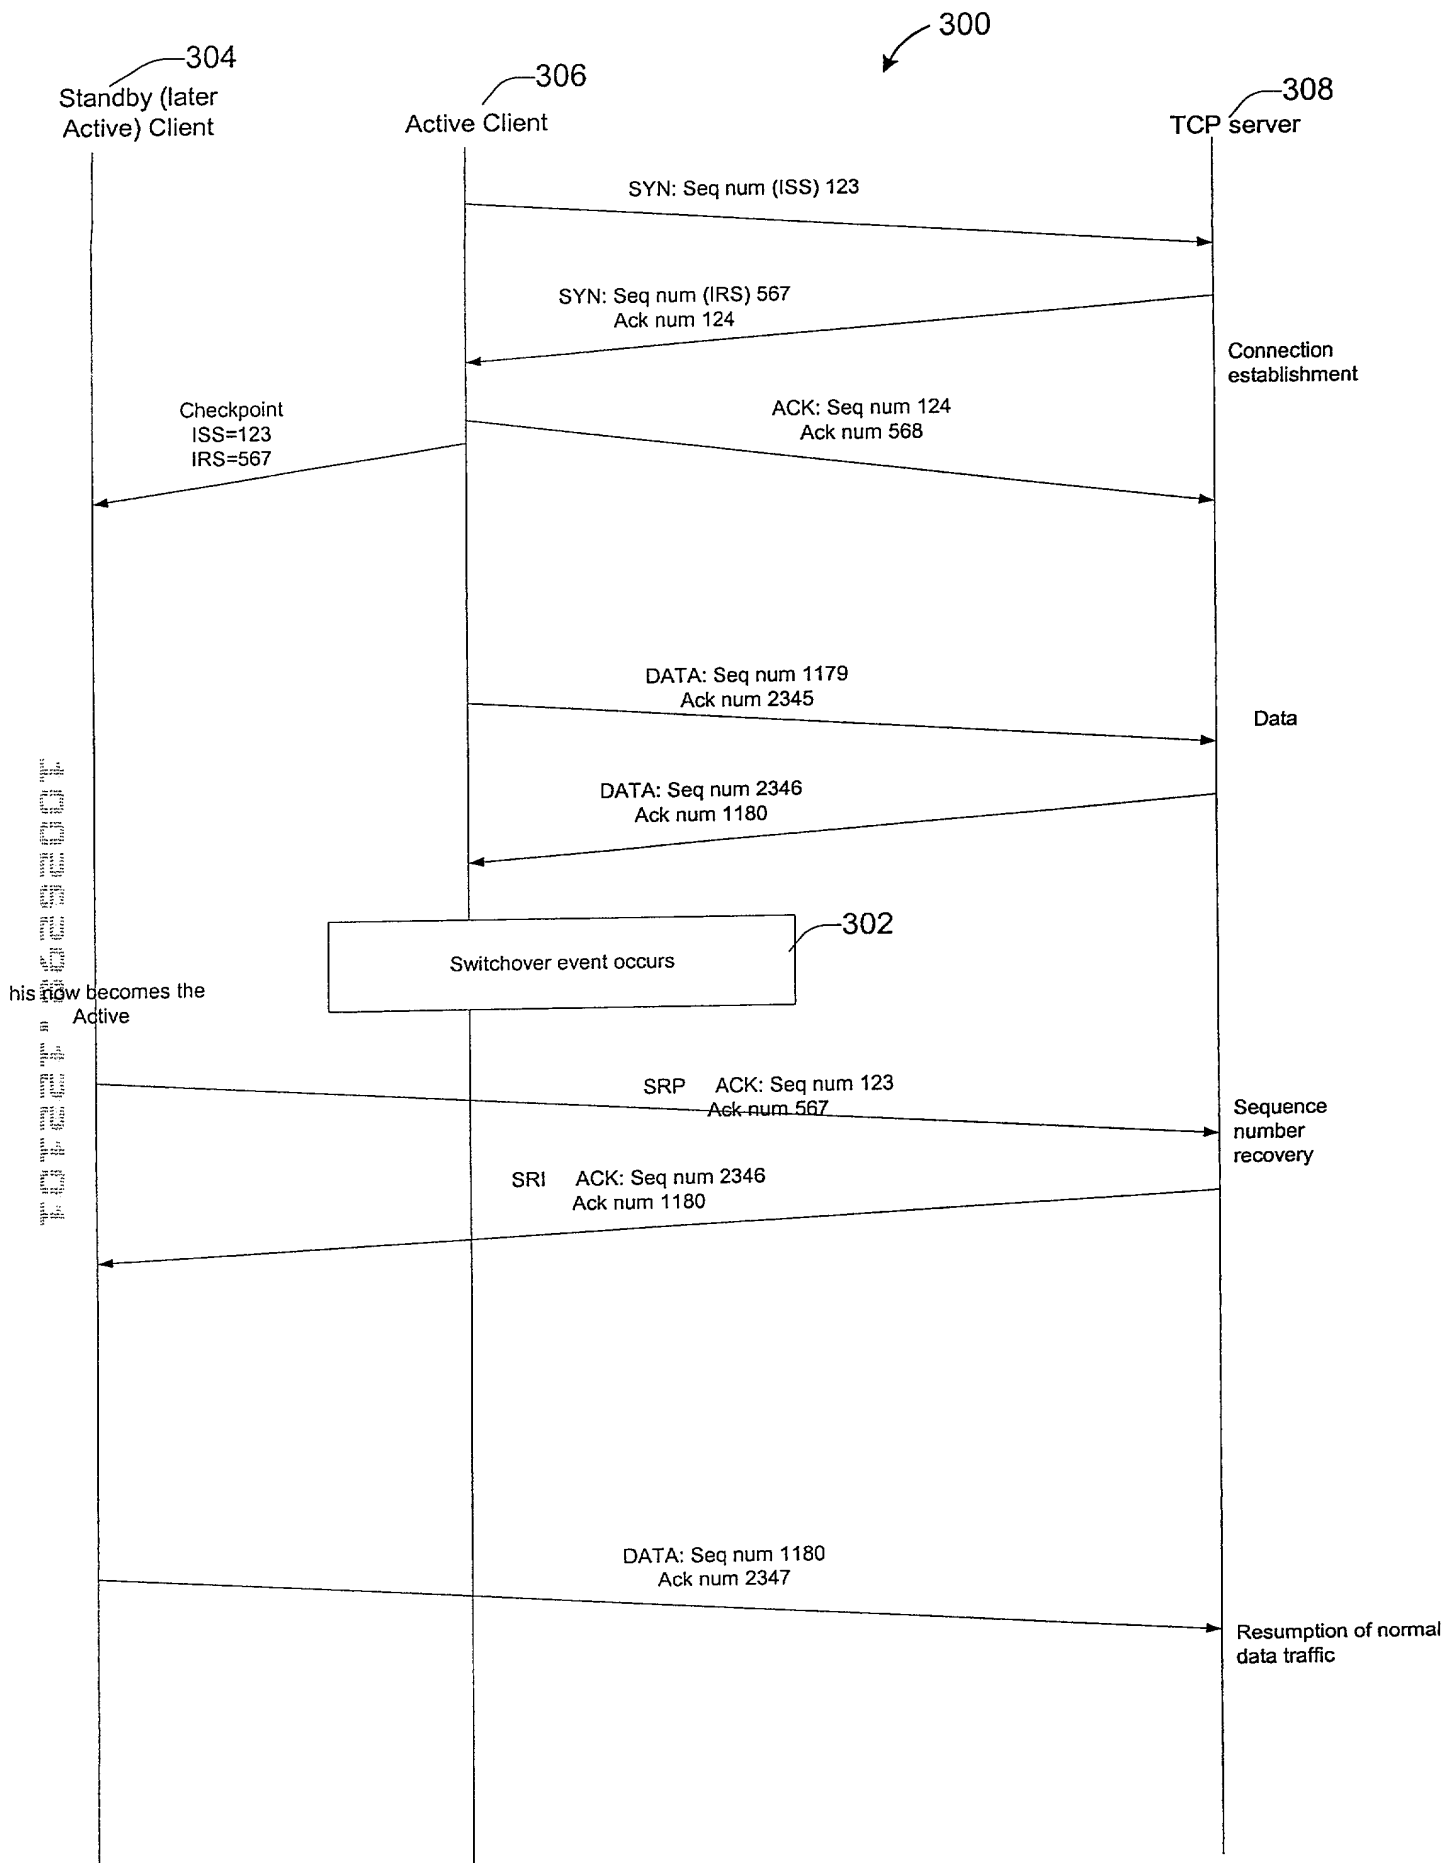 300
304
306
308
Standby (later
Active) Client
Active Client
TCP server
SYN: Seq num (ISS) 123
SYN: Seq num (IRS) 567
Ack num 124
Connection
establishment
Checkpoint
ISS=123
IRS=567
ACK: Seq num 124
Ack num 568
DATA: Seq num 1179
Ack num 2345
Data
DATA: Seq num 2346
Ack num 1180
302
Switchover event occurs
his now becomes the
Active
SRP ACK: Seq num 123
Ack num 567
Sequence
number
recovery
SRI ACK: Seq num 2346
Ack num 1180
DATA: Seq num 1180
Ack num 2347
Resumption of normal
data traffic